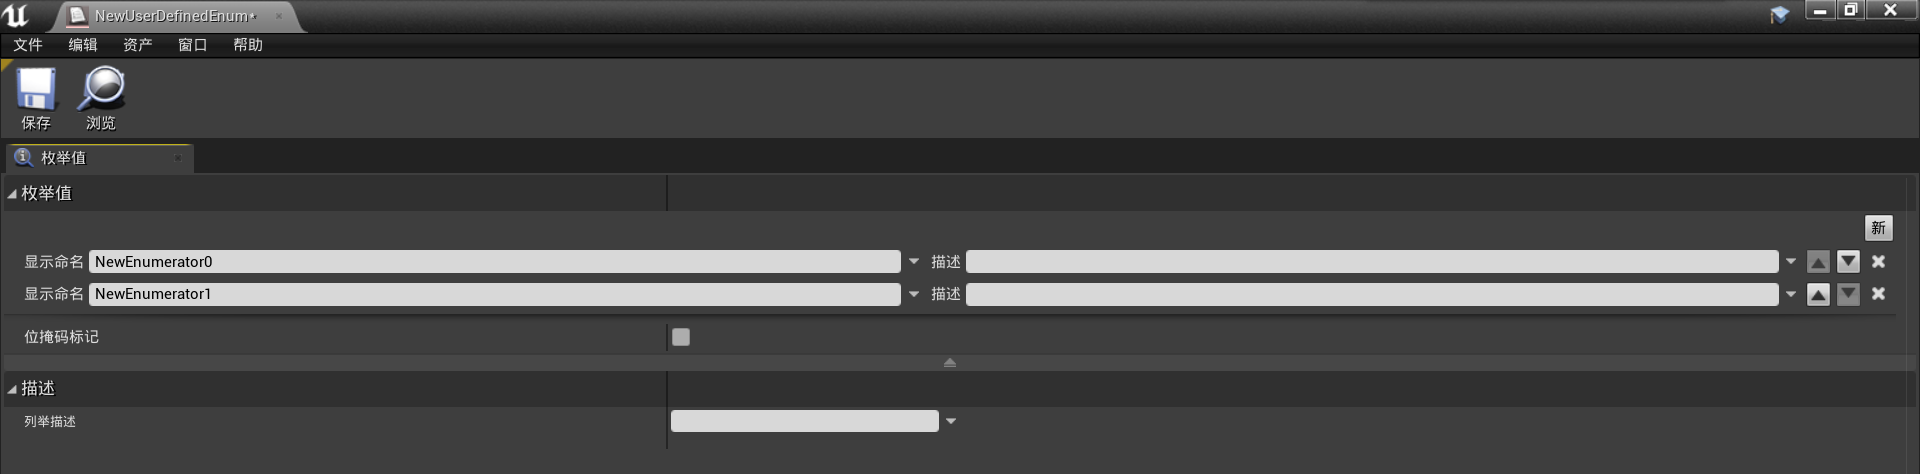 NewUserDefinedEnum*
文件 编辑 资产 窗口 帮助
保存 浏览
枚举值
枚举值
新
显示命名 NewEnumerator0 描述
显示命名 NewEnumerator1 描述
位掩码标记
描述
列举描述